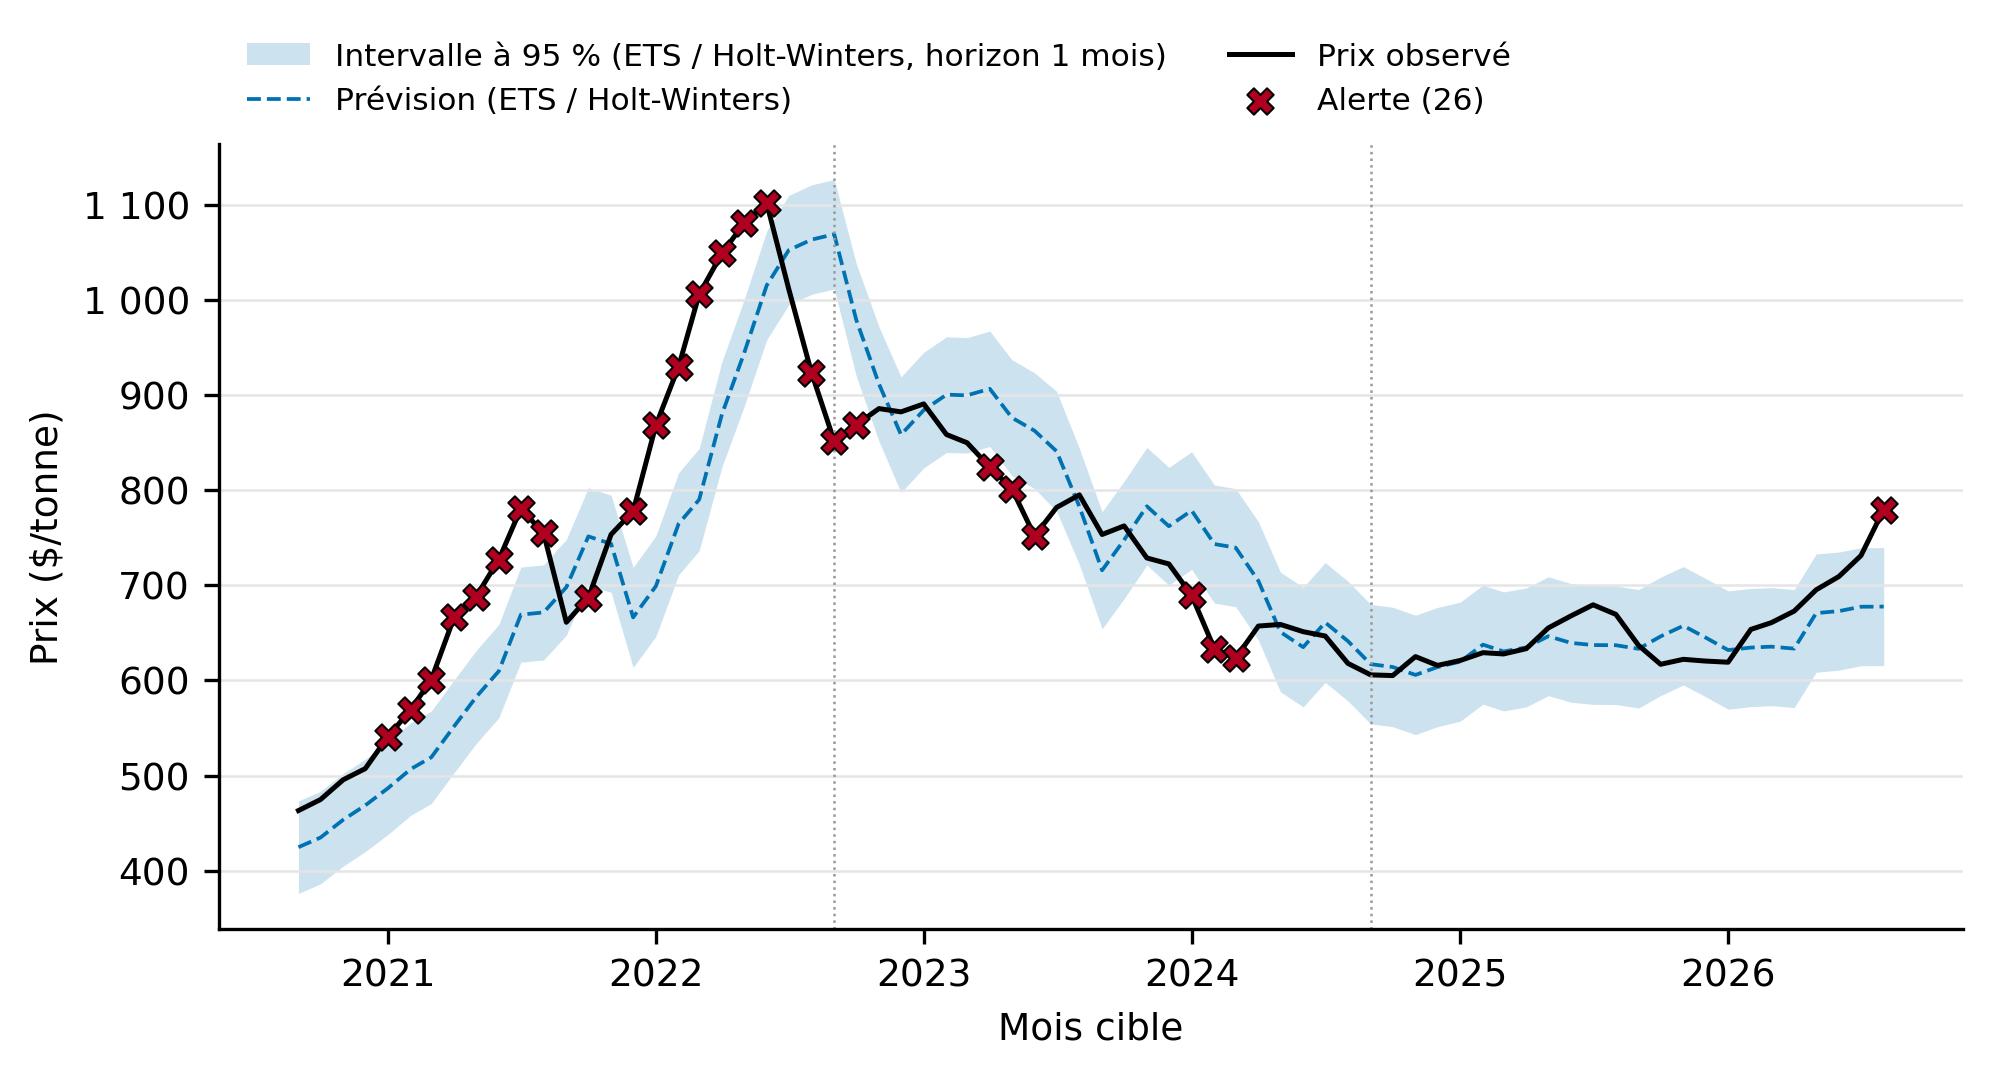 Intervalle à 95 % (ETS / Holt-Winters, horizon 1 mois)
Prévision (ETS / Holt-Winters)
Prix observé
Alerte (26)
Prix ($/tonne)
1 100
1 000
900
800
700
600
500
400
2021 2022 2023 2024 2025 2026
Mois cible